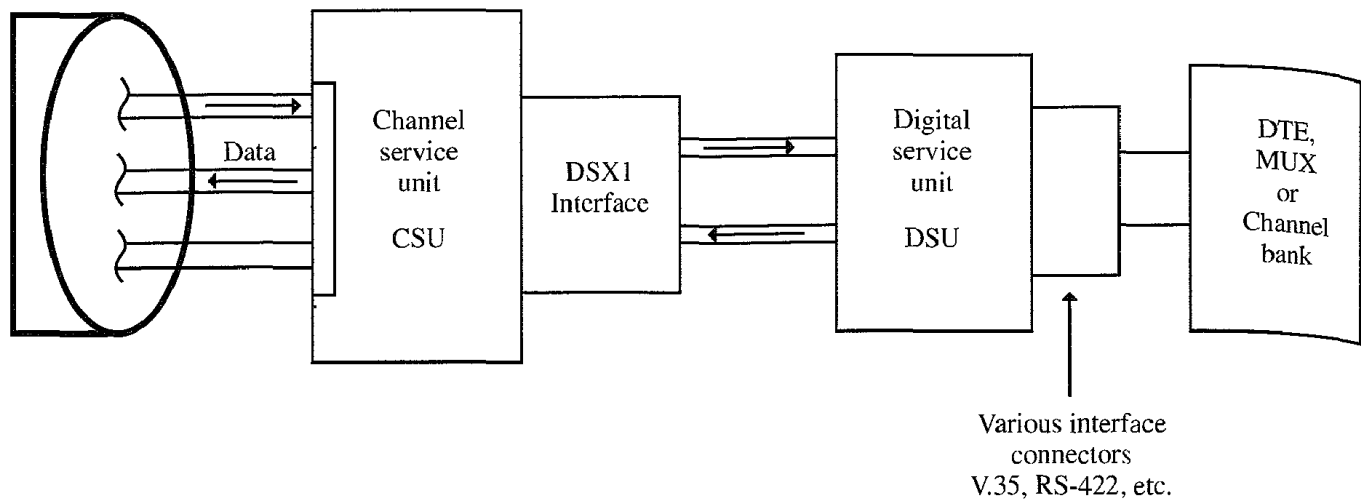 Data
Channel
service
unit
CSU
DSX1
Interface
Digital
service
unit
DSU
DTE,
MUX
or
Channel
bank
Various interface
connectors
V.35, RS-422, etc.